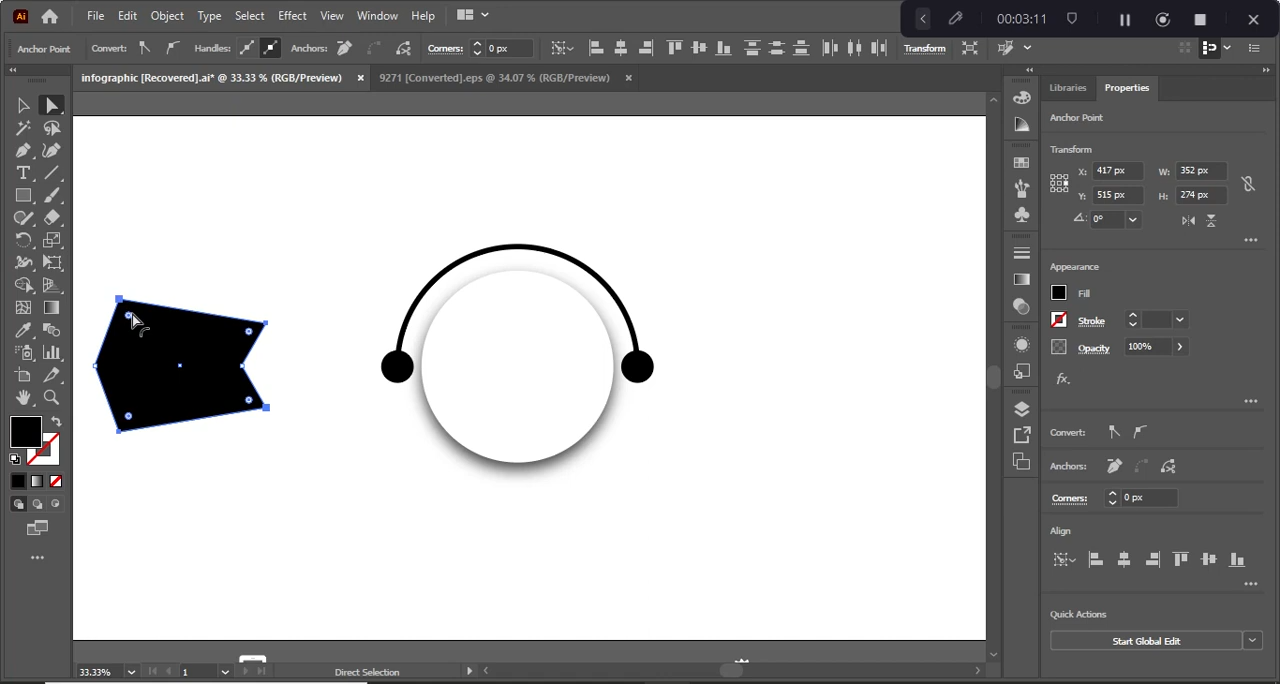 Ai File Edit Object Type Select Effect View Window Help
00:03:11
Anchor Point Convert: Handles: Anchors: Corners: 0 px Transform
infographic [Recovered].ai* @ 33.33 % (RGB/Preview) × 9271 [Converted].eps @ 34.07 % (RGB/Preview) ×
Libraries Properties
Anchor Point
Transform
X: 417 px W: 352 px
Y: 515 px H: 274 px
0°
Appearance
Fill
Stroke
Opacity 100%
fx.
Convert:
Anchors:
Corners: 0 px
Align
Quick Actions
Start Global Edit
33.33% 1 Direct Selection